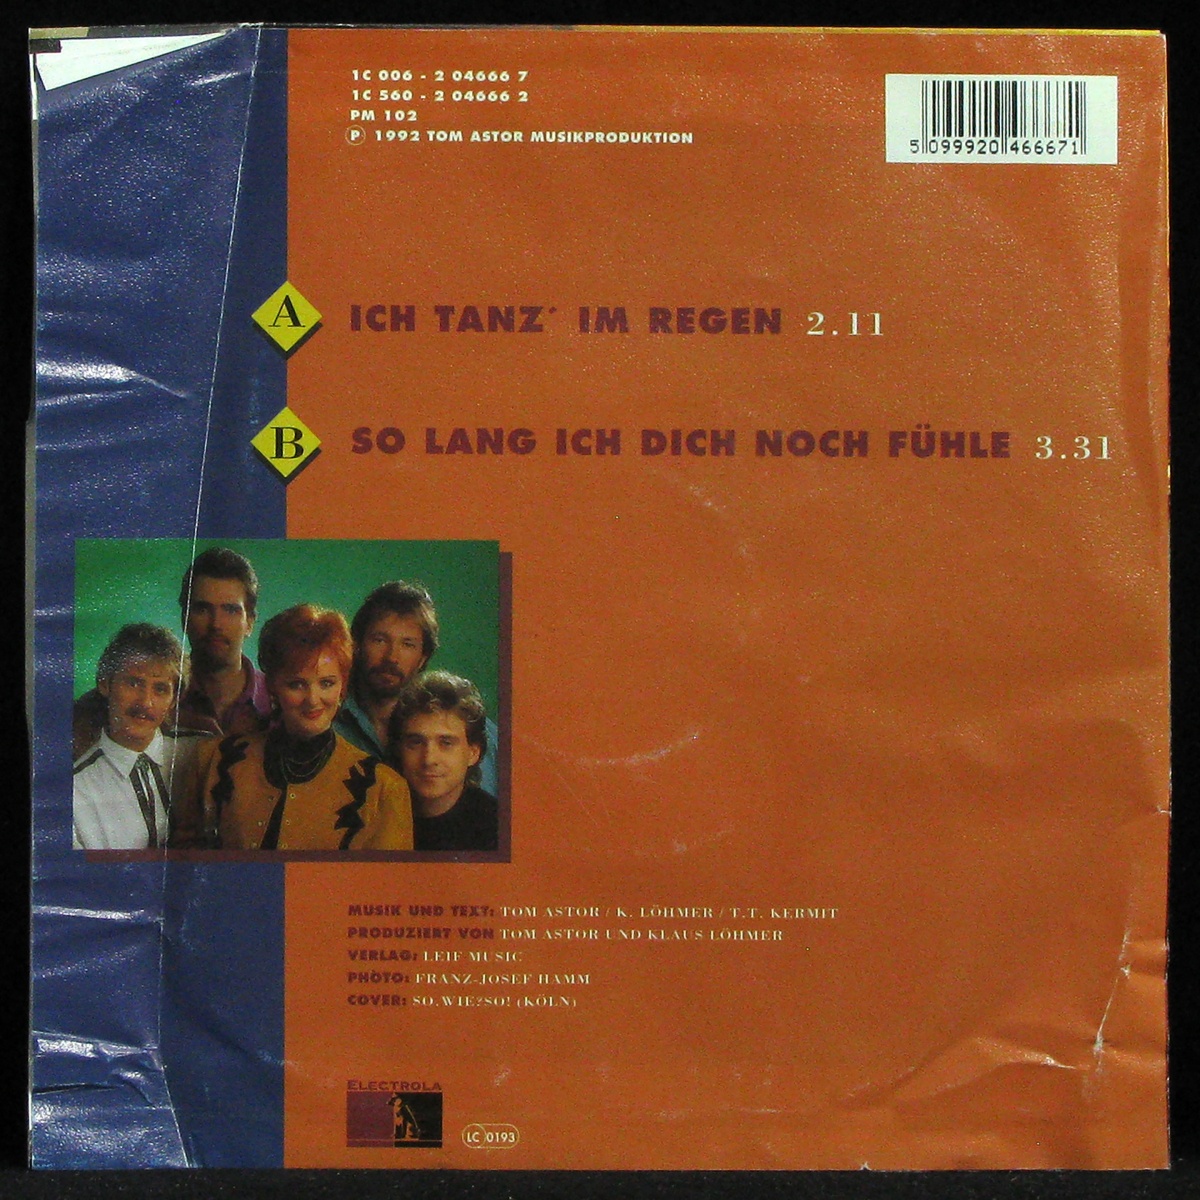 1C 006 - 2 04666 7
1C 560 - 2 04666 2
PM 102
Ⓟ 1992 TOM ASTOR MUSIKPRODUKTION
5 099920 466671
A ICH TANZ' IM REGEN 2.11
B SO LANG ICH DICH NOCH FÜHLE 3.31
MUSIK UND TEXT: TOM ASTOR / K. LÖHMER / T.T. KERMIT
PRODUZIERT VON TOM ASTOR UND KLAUS LÖHMER
VERLAG: LEIF MUSIC
PHOTO: FRANZ-JOSEF HAMM
COVER: SO.WIE?SO! (KÖLN)
ELECTROLA
LC 0193